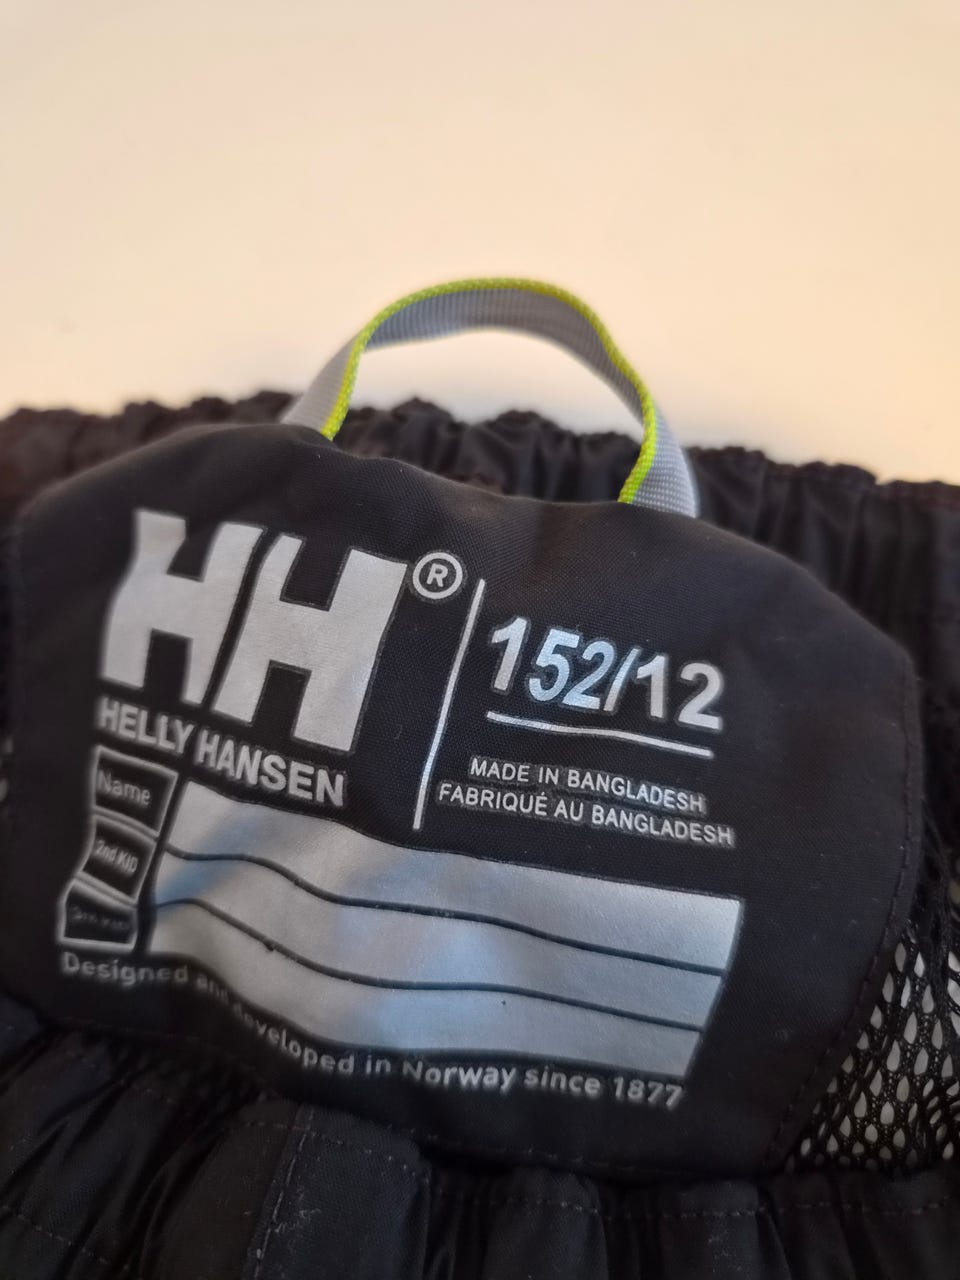 HH®
HELLY HANSEN
152/12
MADE IN BANGLADESH
FABRIQUÉ AU BANGLADESH
Name
2nd KID
Designed and developed in Norway since 1877